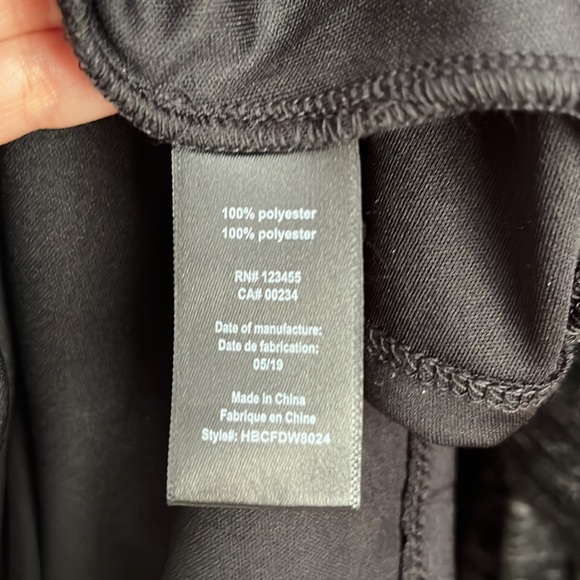 100% polyester
100% polyester
RN# 123455
CA# 00234
Date of manufacture:
Date de fabrication:
05/19
Made in China
Fabrique en Chine
Style#: HBCFDW8024